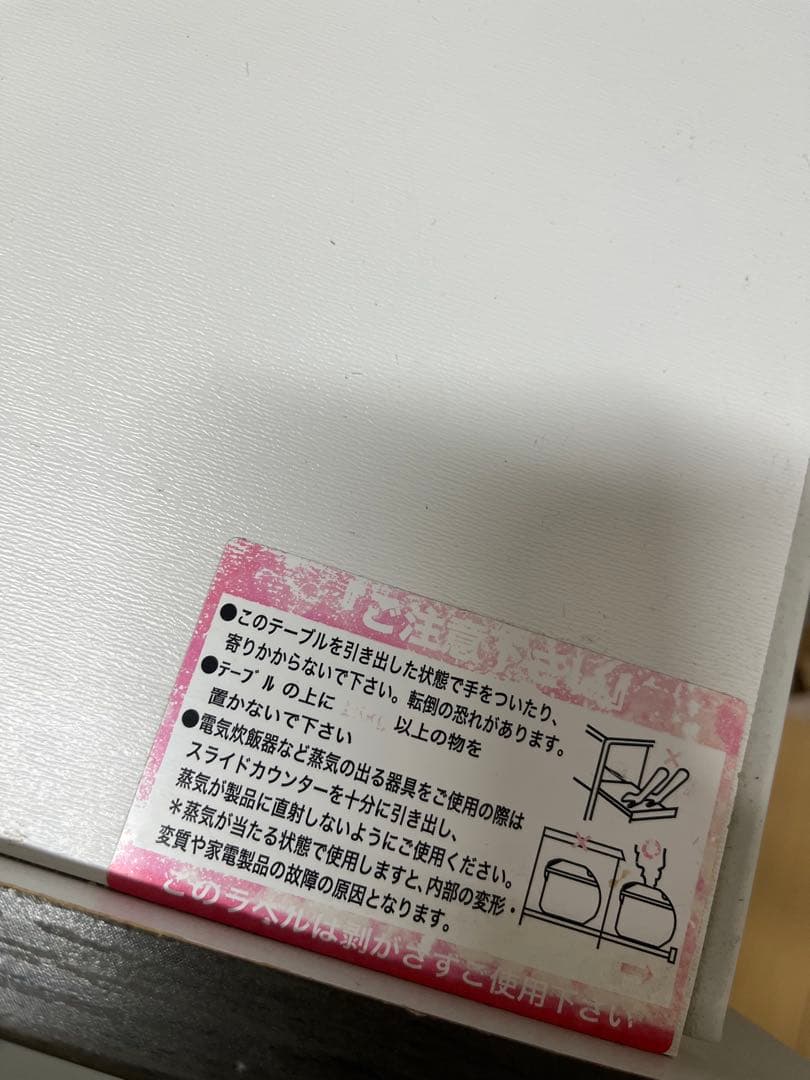 『ご注意下さい』
●このテーブルを引き出した状態で手をついたり、
寄りかからないで下さい。転倒の恐れがあります。
●ﾃｰﾌﾞﾙ の上に 以上の物を
置かないで下さい
●電気炊飯器など蒸気の出る器具をご使用の際は
スライドカウンターを十分に引き出し、
蒸気が製品に直射しないようにご使用ください。
＊蒸気が当たる状態で使用しますと、内部の変形・
変質や家電製品の故障の原因となります。
このラベルは剥がさずご使用下さい